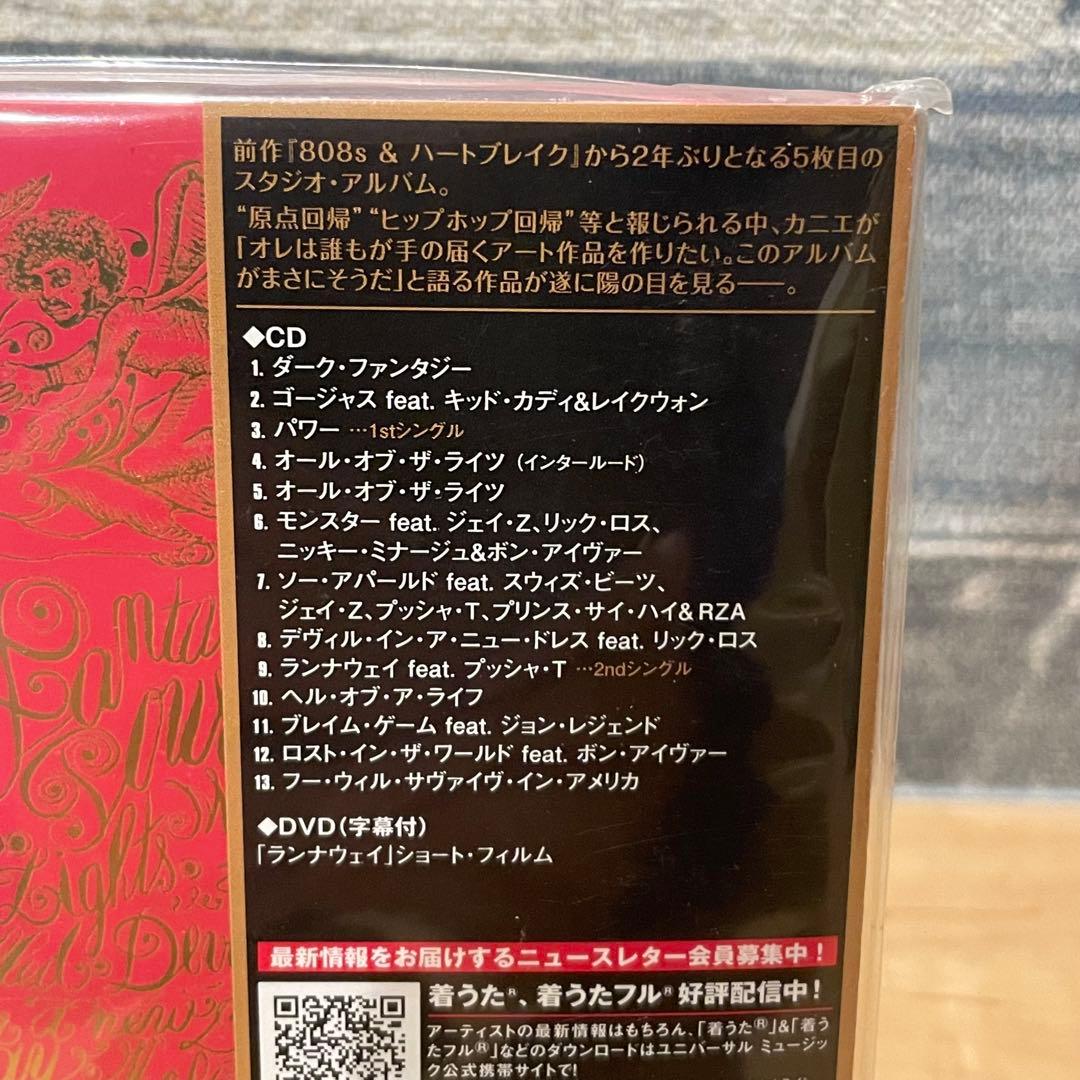 前作『808s & ハートブレイク』から2年ぶりとなる5枚目の
スタジオ・アルバム。
“原点回帰”“ヒップホップ回帰”等と報じられる中、カニエが
「オレは誰もが手の届くアート作品を作りたい。このアルバム
がまさにそうだ」と語る作品が遂に陽の目を見る――。
◆CD
1. ダーク・ファンタジー
2. ゴージャス feat. キッド・カディ&レイクウォン
3. パワー …1stシングル
4. オール・オブ・ザ・ライツ（インタールード）
5. オール・オブ・ザ・ライツ
6. モンスター feat. ジェイ・Z、リック・ロス、
ニッキー・ミナージュ&ボン・アイヴァー
7. ソー・アパールド feat. スウィズ・ビーツ、
ジェイ・Z、プッシャ・T、プリンス・サイ・ハイ& RZA
8. デヴィル・イン・ア・ニュー・ドレス feat. リック・ロス
9. ランナウェイ feat. プッシャ・T …2ndシングル
10. ヘル・オブ・ア・ライフ
11. ブレイム・ゲーム feat. ジョン・レジェンド
12. ロスト・イン・ザ・ワールド feat. ボン・アイヴァー
13. フー・ウィル・サヴァイヴ・イン・アメリカ
◆DVD（字幕付）
「ランナウェイ」ショート・フィルム
最新情報をお届けするニュースレター会員募集中！
着うた®、着うたフル®好評配信中！
アーティストの最新情報はもちろん、「着うた®」&「着う
たフル®」などのダウンロードはユニバーサル ミュージッ
ク公式携帯サイトで!
Lights